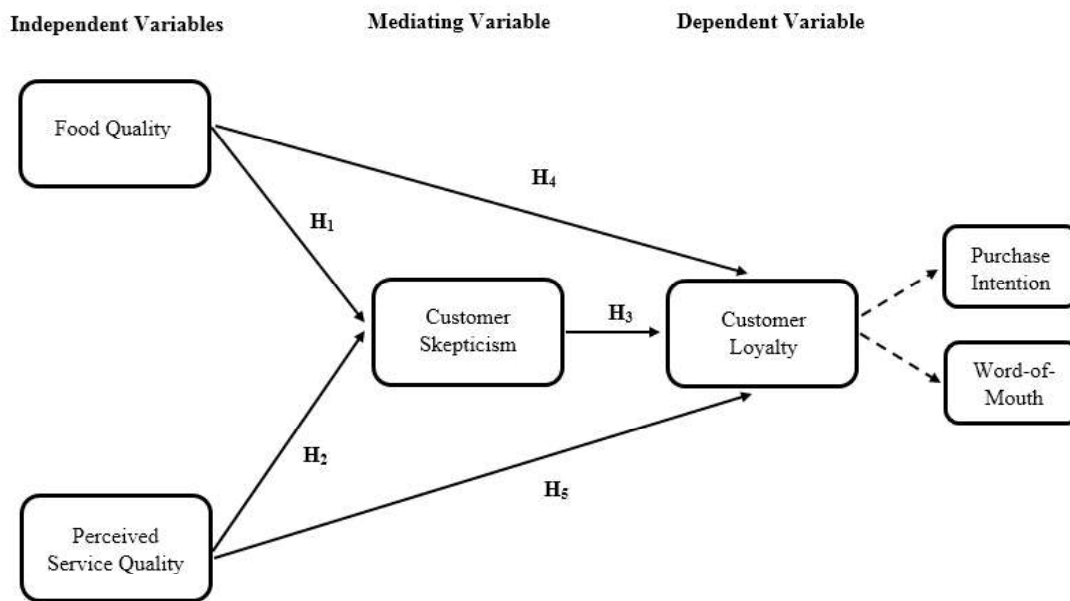 Independent Variables
Mediating Variable
Dependent Variable
Food Quality
H₄
H₁
Purchase
Intention
Customer
Skepticism
H₃
Customer
Loyalty
Word-of-
Mouth
H₂
H₅
Perceived
Service Quality